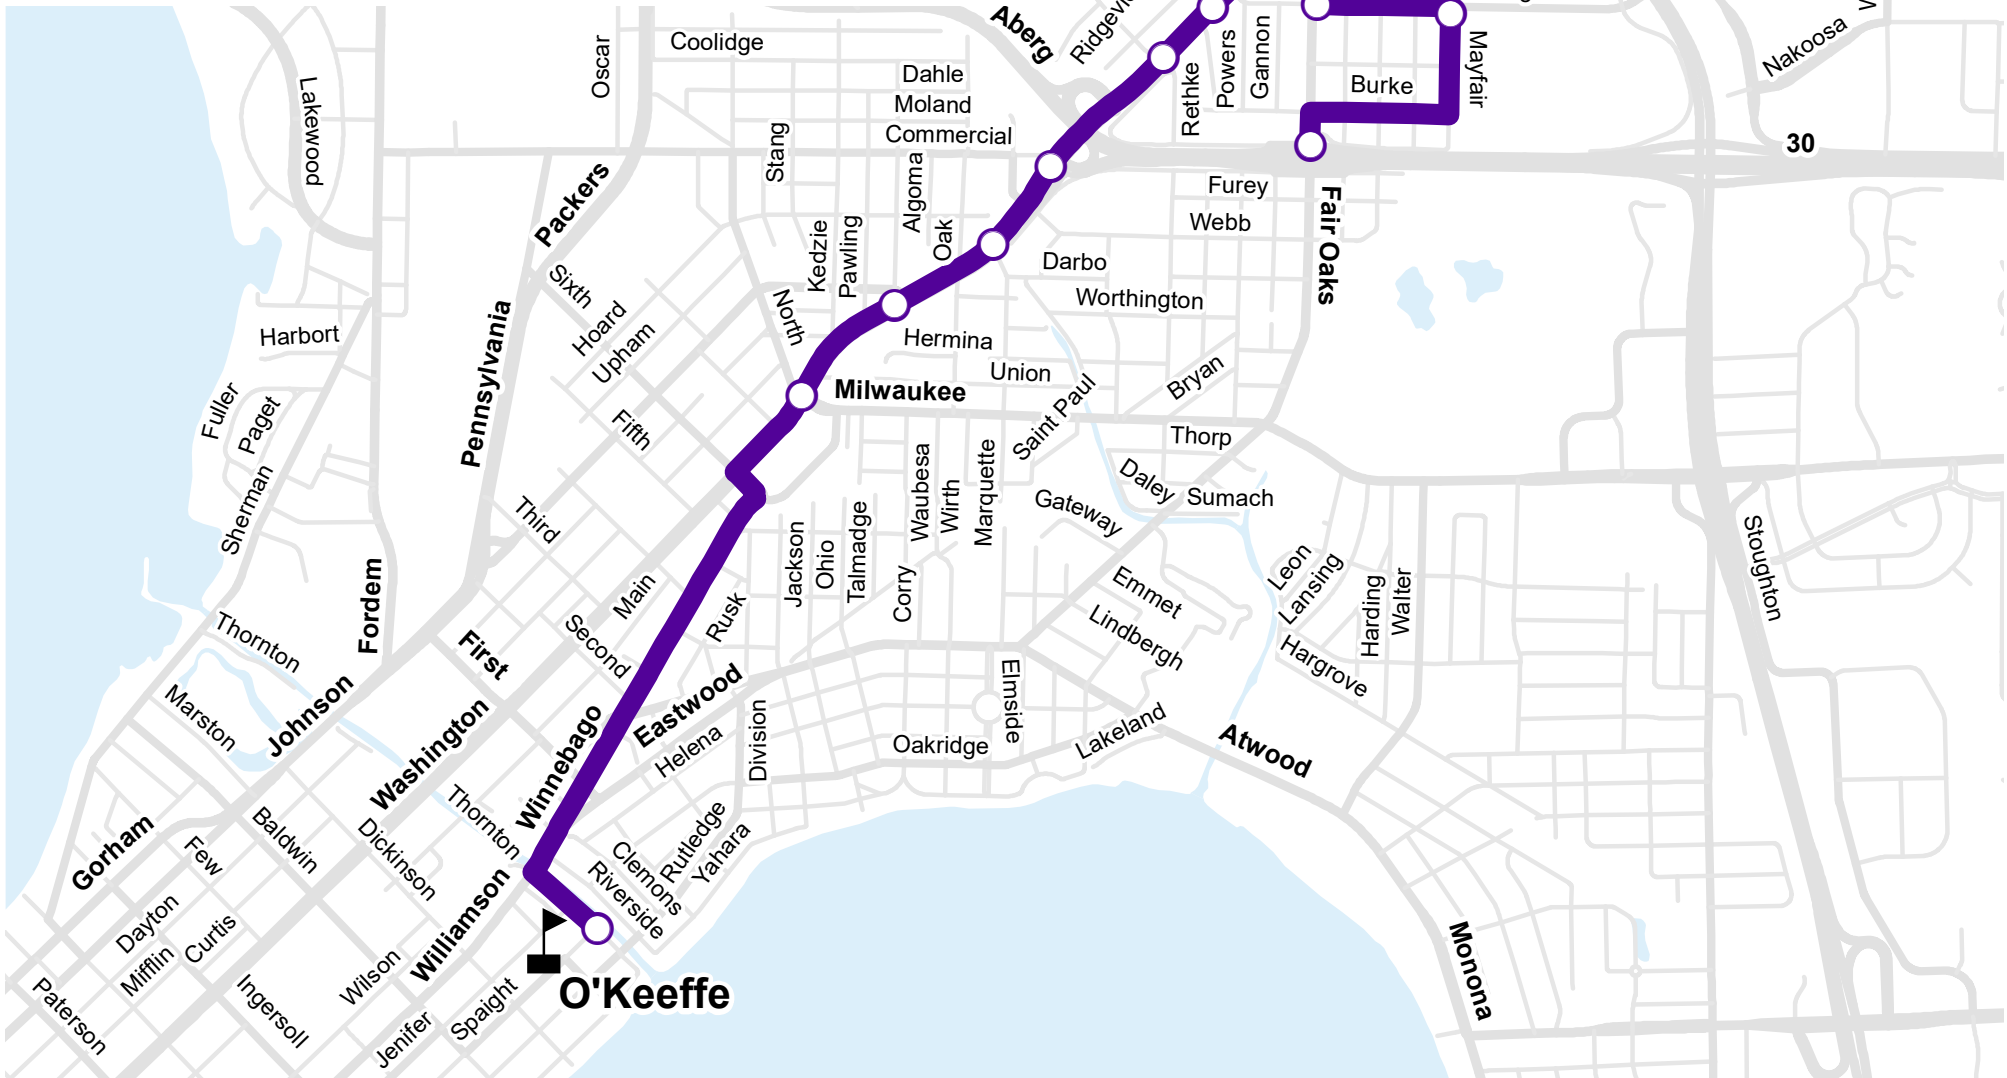 Aberg
Coolidge
Oscar
Dahle
Moland
Commercial
Rethke
Powers
Gannon
Burke
Mayfair
Nakoosa
30
Lakewood
Stang
Packers
Algoma
Oak
Kedzie
Pawling
Furey
Webb
Fair Oaks
Darbo
Worthington
Sixth
Hoard
Upham
North
Harbort
Pennsylvania
Hermina
Union
Milwaukee
Saint Paul
Bryan
Thorp
Fuller
Paget
Sherman
Fifth
Third
Waubesa
Wirth
Marquette
Daley
Sumach
Gateway
Stoughton
Jackson
Ohio
Talmadge
Corry
Emmet
Lindbergh
Leon
Lansing
Harding
Walter
Hargrove
Fordem
Thornton
Main
Rusk
First
Second
Marston
Johnson
Washington
Winnebago
Eastwood
Helena
Division
Elmside
Oakridge
Lakeland
Atwood
Thornton
Gorham
Few
Baldwin
Dickinson
Clemons
Rutledge
Yahara
Riverside
Williamson
Dayton
Mifflin
Curtis
Wilson
Paterson
Ingersoll
Jenifer
Spaight
O'Keeffe
Monona